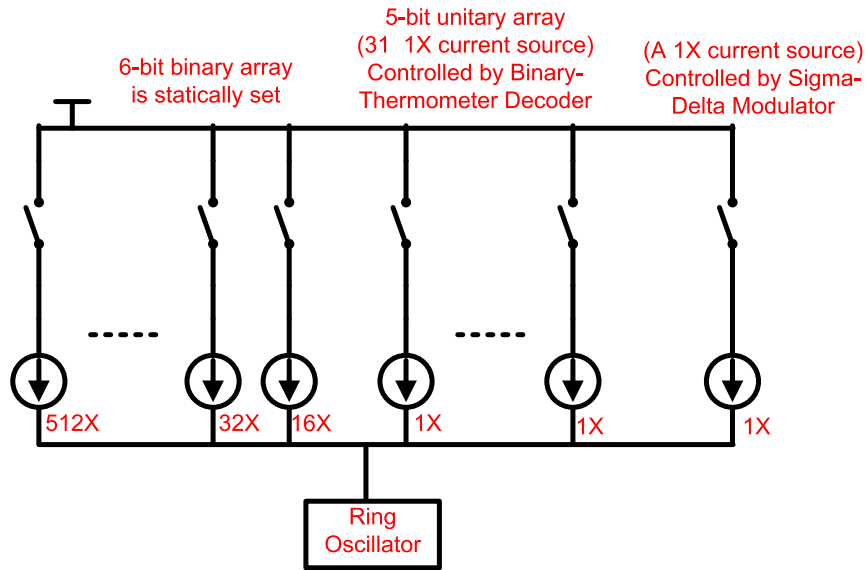 6-bit binary array
is statically set
5-bit unitary array
(31 1X current source)
Controlled by Binary-
Thermometer Decoder
(A 1X current source)
Controlled by Sigma-
Delta Modulator
512X
32X
16X
1X
1X
1X
Ring
Oscillator